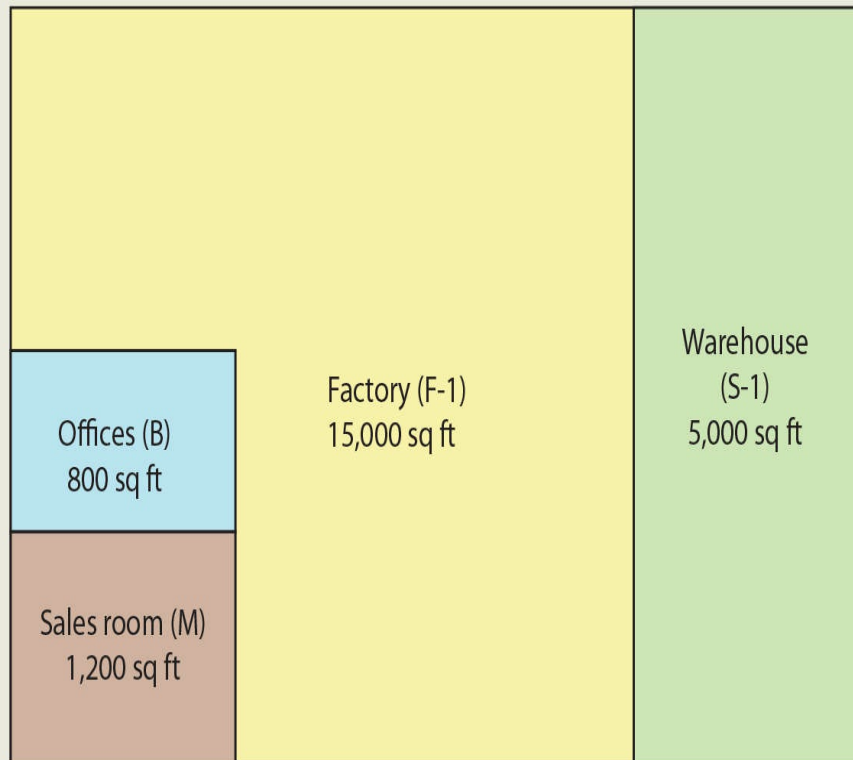 Offices (B)
800 sq ft
Sales room (M)
1,200 sq ft
Factory (F-1)
15,000 sq ft
Warehouse
(S-1)
5,000 sq ft